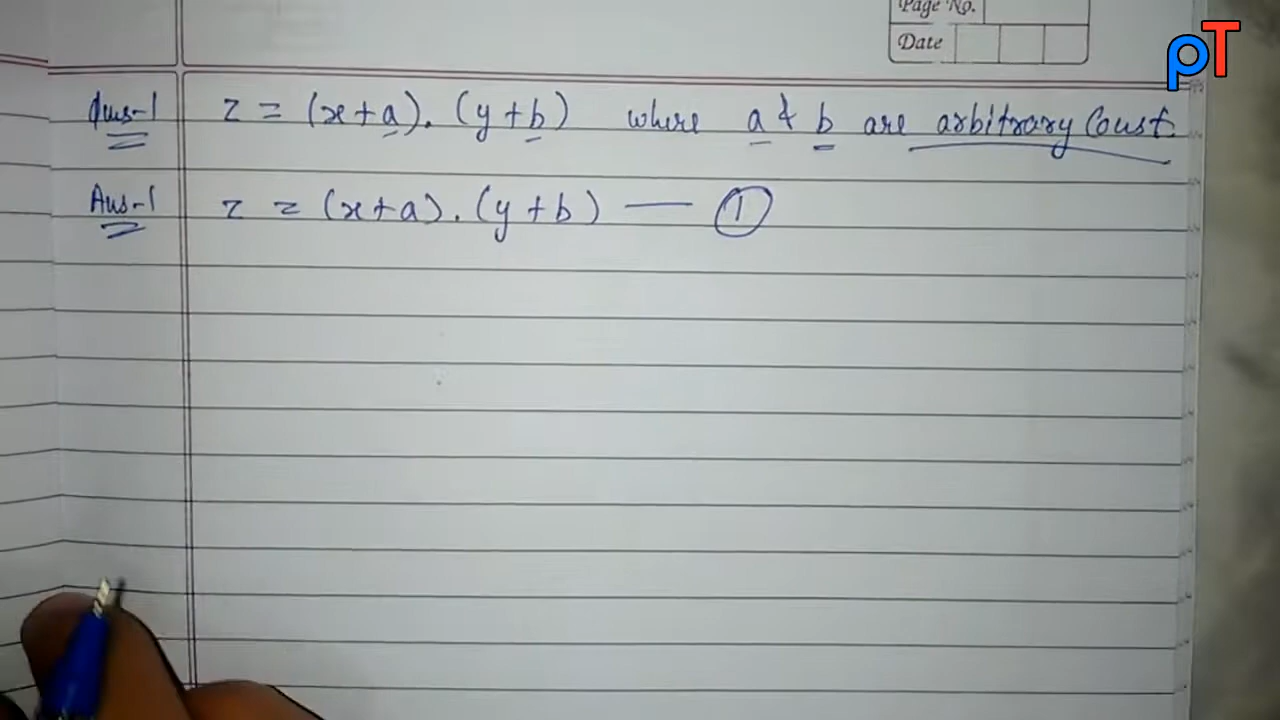 Page No.
Date
pT
Ques-1 z = (x+a). (y+b) where a & b are arbitrary Const.
Ans-1 z = (x+a). (y+b) — ①